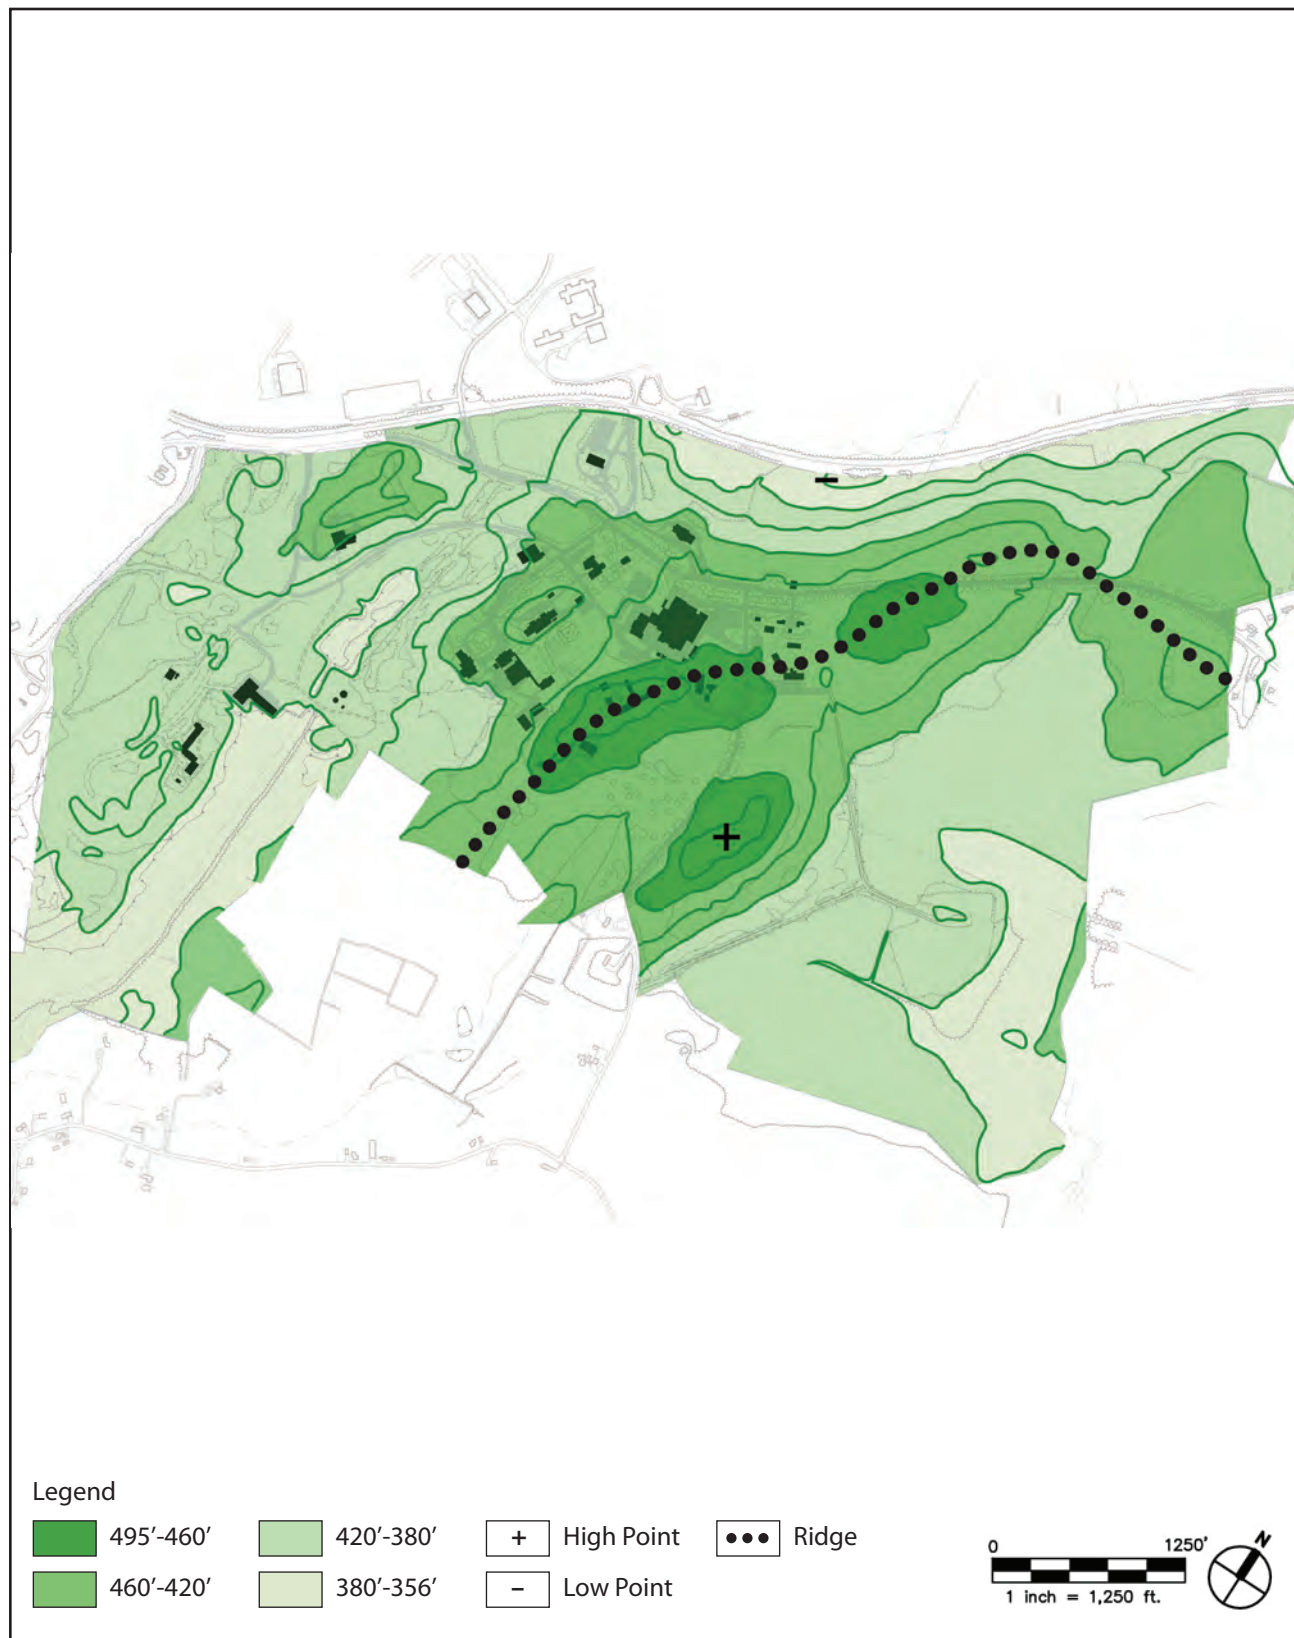 Legend
495'-460' 420'-380' + High Point Ridge
460'-420' 380'-356' – Low Point
0 1250'
1 inch = 1,250 ft.
N